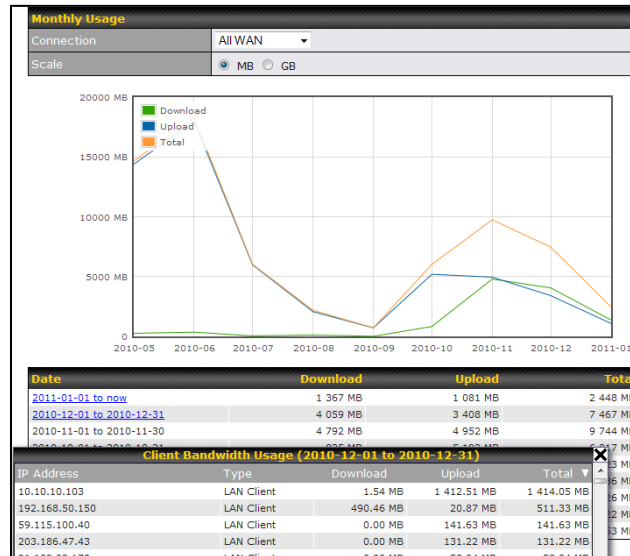 Monthly Usage
Connection All WAN
Scale MB GB
20000 MB
Download
Upload
Total
15000 MB
10000 MB
5000 MB
0
2010-05 2010-06 2010-07 2010-08 2010-09 2010-10 2010-11 2010-12 2011-01
Date Download Upload Total
2011-01-01 to now 1 367 MB 1 081 MB 2 448 MB
2010-12-01 to 2010-12-31 4 059 MB 3 408 MB 7 467 MB
2010-11-01 to 2010-11-30 4 792 MB 4 952 MB 9 744 MB
Client Bandwidth Usage (2010-12-01 to 2010-12-31)
IP Address Type Download Upload Total ▼
10.10.10.103 LAN Client 1.54 MB 1 412.51 MB 1 414.05 MB
192.168.50.150 LAN Client 490.46 MB 20.87 MB 511.33 MB
59.115.100.40 LAN Client 0.00 MB 141.63 MB 141.63 MB
203.186.47.43 LAN Client 0.00 MB 131.22 MB 131.22 MB